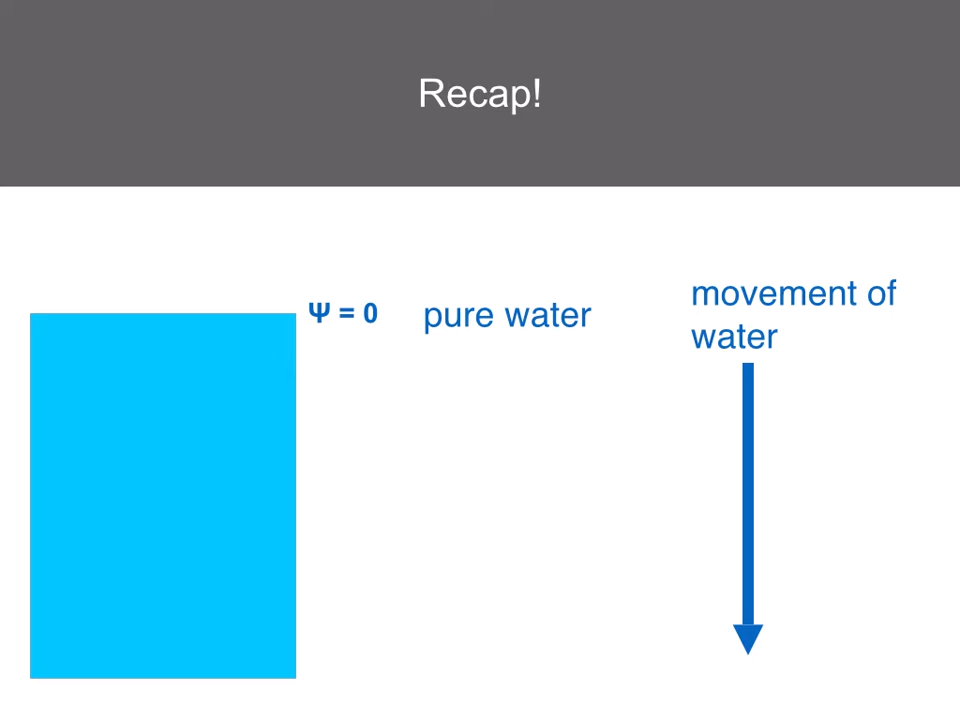 Recap!
Ψ = 0
pure water
movement of
water